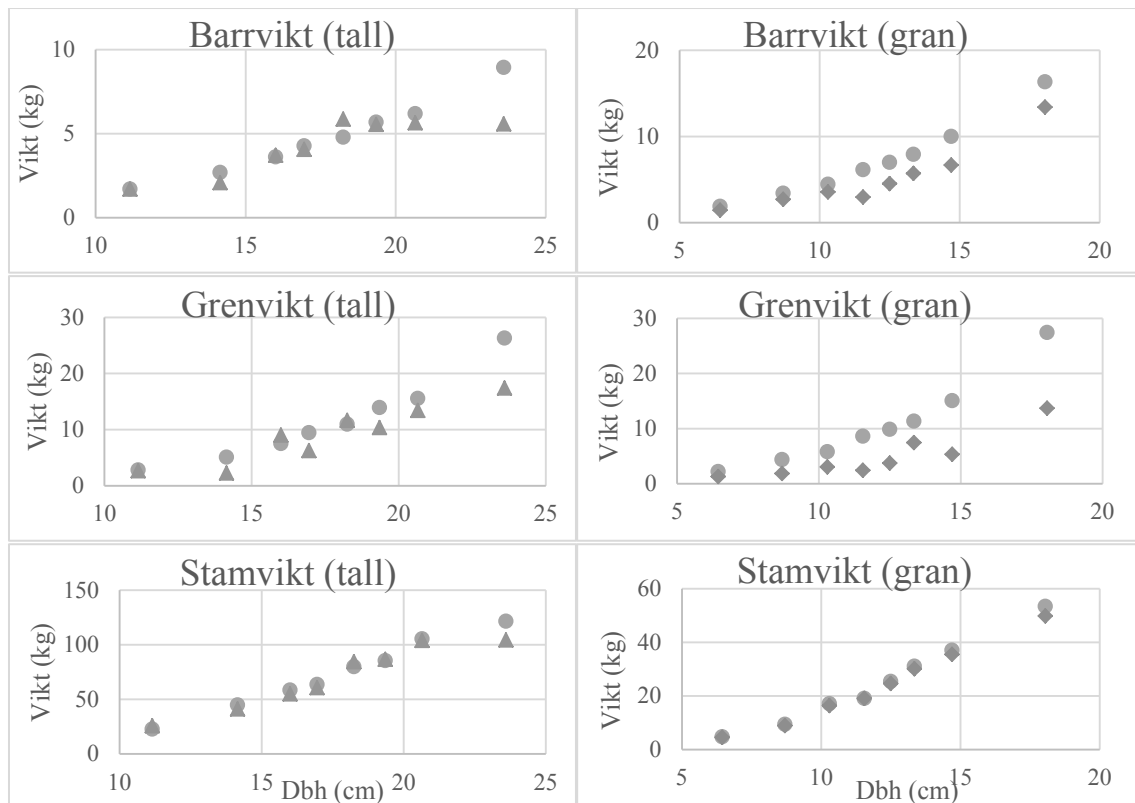 Barrvikt (tall)
Vikt (kg)
10
5
0
10 15 20 25
Barrvikt (gran)
Vikt (kg)
20
10
0
5 10 15 20
Grenvikt (tall)
Vikt (kg)
30
20
10
0
10 15 20 25
Grenvikt (gran)
Vikt (kg)
30
20
10
0
5 10 15 20
Stamvikt (tall)
Vikt (kg)
150
100
50
0
10 15 20 25
Dbh (cm)
Stamvikt (gran)
Vikt (kg)
60
40
20
0
5 10 15 20
Dbh (cm)